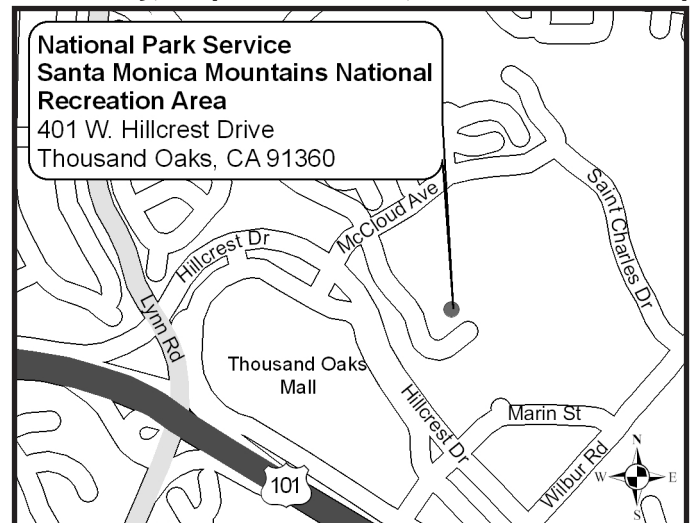 National Park Service
Santa Monica Mountains National
Recreation Area
401 W. Hillcrest Drive
Thousand Oaks, CA 91360
McCloud Ave
Saint Charles Dr
Hillcrest Dr
Lynn Rd
Thousand Oaks
Mall
Hillcrest Dr
Marin St
Wilbur Rd
101
N
W
E
S